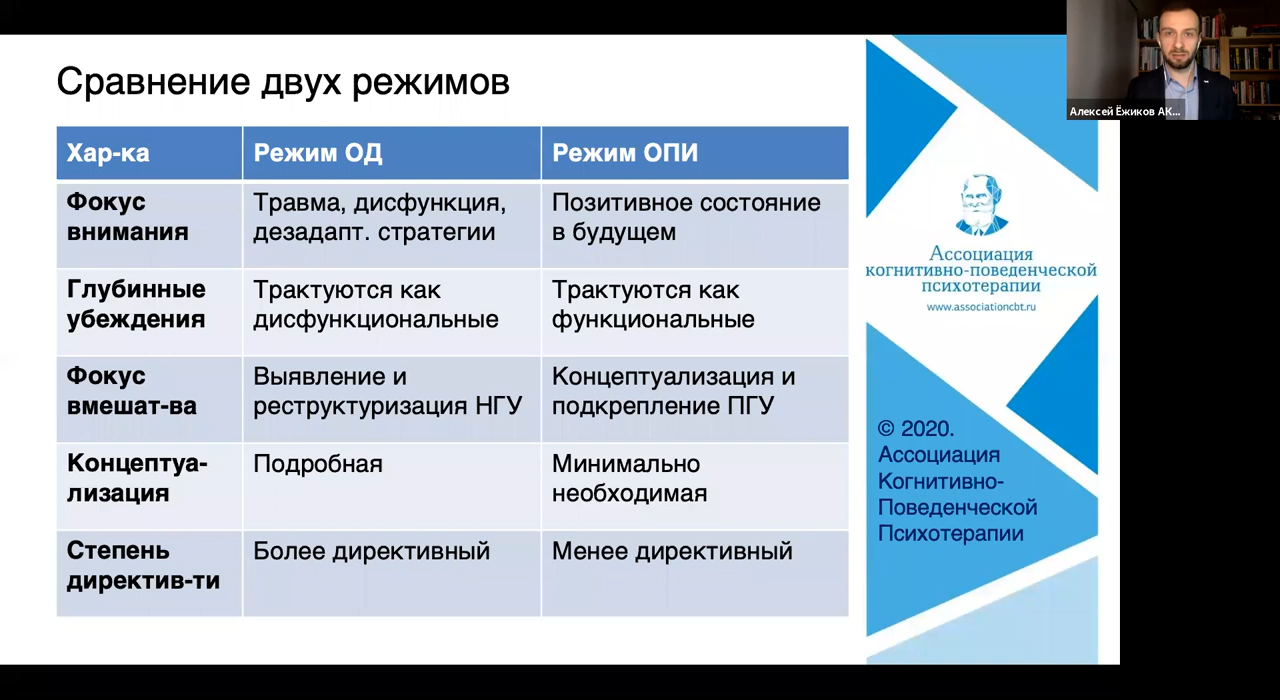 Сравнение двух режимов
Хар-ка
Режим ОД
Режим ОПИ
Фокус
внимания
Травма, дисфункция,
дезадапт. стратегии
Позитивное состояние
в будущем
Глубинные
убеждения
Трактуются как
дисфункциональные
Трактуются как
функциональные
Фокус
вмешат-ва
Выявление и
реструктуризация НГУ
Концептуализация и
подкрепление ПГУ
Концептуа-
лизация
Подробная
Минимально
необходимая
Степень
директив-ти
Более директивный
Менее директивный
Алексей Ёжиков АК...
Ассоциация
когнитивно-поведенческой
психотерапии
www.associationcbt.ru
© 2020.
Ассоциация
Когнитивно-
Поведенческой
Психотерапии